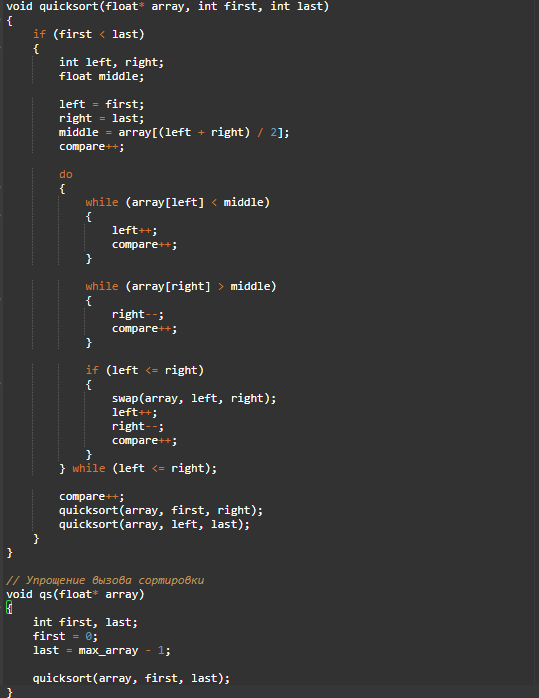 void quicksort(float* array, int first, int last)
{
    if (first < last)
    {
        int left, right;
        float middle;

        left = first;
        right = last;
        middle = array[(left + right) / 2];
        compare++;

        do
        {
            while (array[left] < middle)
            {
                left++;
                compare++;
            }

            while (array[right] > middle)
            {
                right--;
                compare++;
            }

            if (left <= right)
            {
                swap(array, left, right);
                left++;
                right--;
                compare++;
            }
        } while (left <= right);

        compare++;
        quicksort(array, first, right);
        quicksort(array, left, last);
    }
}

// Упрощение вызова сортировки
void qs(float* array)
{
    int first, last;
    first = 0;
    last = max_array - 1;

    quicksort(array, first, last);
}